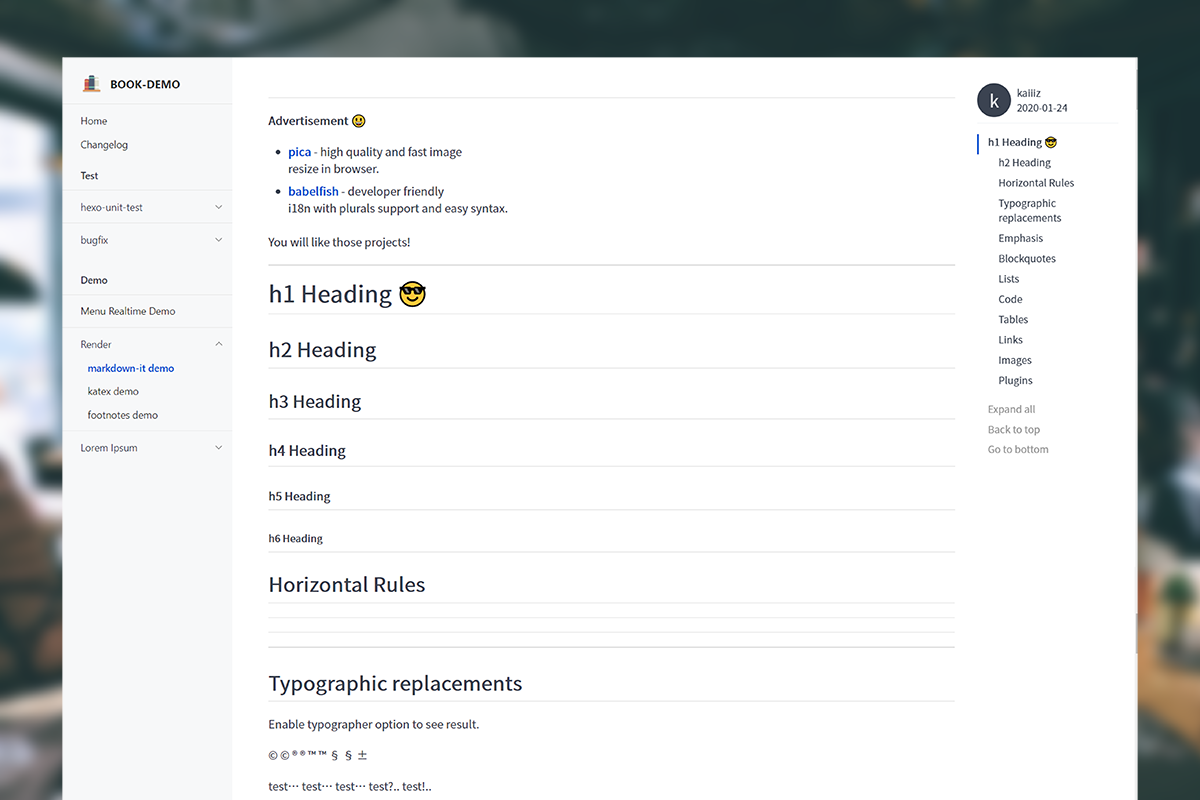 BOOK-DEMO
Home
Changelog
Test
hexo-unit-test
bugfix
Demo
Menu Realtime Demo
Render
markdown-it demo
katex demo
footnotes demo
Lorem Ipsum
Advertisement 😃
pica - high quality and fast image
resize in browser.
babelfish - developer friendly
i18n with plurals support and easy syntax.
You will like those projects!
h1 Heading 😎
h2 Heading
h3 Heading
h4 Heading
h5 Heading
h6 Heading
Horizontal Rules
Typographic replacements
Enable typographer option to see result.
© © ® ® ™ ™ § § ±
test… test… test… test?.. test!..
k
kaiiiz
2020-01-24
h1 Heading 😎
h2 Heading
Horizontal Rules
Typographic
replacements
Emphasis
Blockquotes
Lists
Code
Tables
Links
Images
Plugins
Expand all
Back to top
Go to bottom